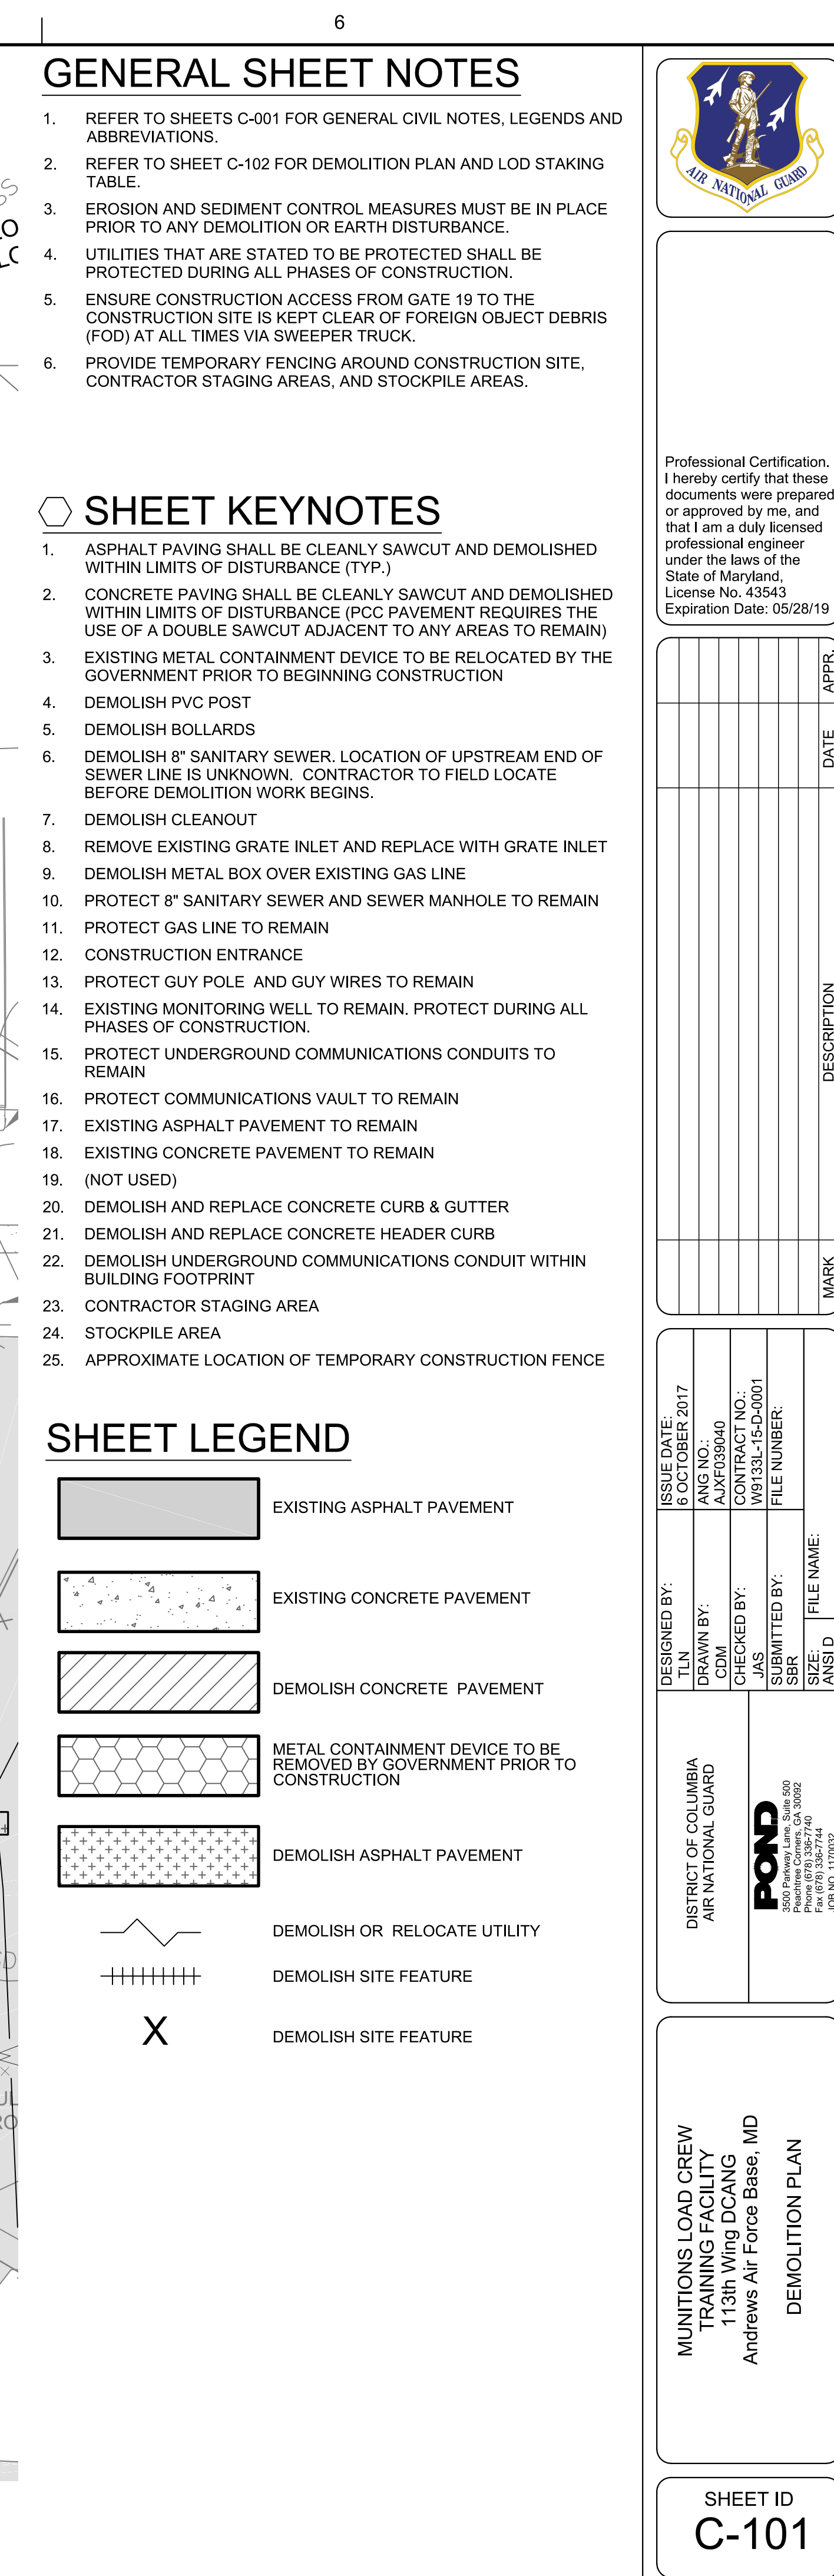 6
GENERAL SHEET NOTES
1. REFER TO SHEETS C-001 FOR GENERAL CIVIL NOTES, LEGENDS AND
ABBREVIATIONS.
2. REFER TO SHEET C-102 FOR DEMOLITION PLAN AND LOD STAKING
TABLE.
3. EROSION AND SEDIMENT CONTROL MEASURES MUST BE IN PLACE
PRIOR TO ANY DEMOLITION OR EARTH DISTURBANCE.
4. UTILITIES THAT ARE STATED TO BE PROTECTED SHALL BE
PROTECTED DURING ALL PHASES OF CONSTRUCTION.
5. ENSURE CONSTRUCTION ACCESS FROM GATE 19 TO THE
CONSTRUCTION SITE IS KEPT CLEAR OF FOREIGN OBJECT DEBRIS
(FOD) AT ALL TIMES VIA SWEEPER TRUCK.
6. PROVIDE TEMPORARY FENCING AROUND CONSTRUCTION SITE,
CONTRACTOR STAGING AREAS, AND STOCKPILE AREAS.
SHEET KEYNOTES
1. ASPHALT PAVING SHALL BE CLEANLY SAWCUT AND DEMOLISHED
WITHIN LIMITS OF DISTURBANCE (TYP.)
2. CONCRETE PAVING SHALL BE CLEANLY SAWCUT AND DEMOLISHED
WITHIN LIMITS OF DISTURBANCE (PCC PAVEMENT REQUIRES THE
USE OF A DOUBLE SAWCUT ADJACENT TO ANY AREAS TO REMAIN)
3. EXISTING METAL CONTAINMENT DEVICE TO BE RELOCATED BY THE
GOVERNMENT PRIOR TO BEGINNING CONSTRUCTION
4. DEMOLISH PVC POST
5. DEMOLISH BOLLARDS
6. DEMOLISH 8" SANITARY SEWER. LOCATION OF UPSTREAM END OF
SEWER LINE IS UNKNOWN. CONTRACTOR TO FIELD LOCATE
BEFORE DEMOLITION WORK BEGINS.
7. DEMOLISH CLEANOUT
8. REMOVE EXISTING GRATE INLET AND REPLACE WITH GRATE INLET
9. DEMOLISH METAL BOX OVER EXISTING GAS LINE
10. PROTECT 8" SANITARY SEWER AND SEWER MANHOLE TO REMAIN
11. PROTECT GAS LINE TO REMAIN
12. CONSTRUCTION ENTRANCE
13. PROTECT GUY POLE AND GUY WIRES TO REMAIN
14. EXISTING MONITORING WELL TO REMAIN. PROTECT DURING ALL
PHASES OF CONSTRUCTION.
15. PROTECT UNDERGROUND COMMUNICATIONS CONDUITS TO
REMAIN
16. PROTECT COMMUNICATIONS VAULT TO REMAIN
17. EXISTING ASPHALT PAVEMENT TO REMAIN
18. EXISTING CONCRETE PAVEMENT TO REMAIN
19. (NOT USED)
20. DEMOLISH AND REPLACE CONCRETE CURB & GUTTER
21. DEMOLISH AND REPLACE CONCRETE HEADER CURB
22. DEMOLISH UNDERGROUND COMMUNICATIONS CONDUIT WITHIN
BUILDING FOOTPRINT
23. CONTRACTOR STAGING AREA
24. STOCKPILE AREA
25. APPROXIMATE LOCATION OF TEMPORARY CONSTRUCTION FENCE
SHEET LEGEND
EXISTING ASPHALT PAVEMENT
EXISTING CONCRETE PAVEMENT
DEMOLISH CONCRETE PAVEMENT
METAL CONTAINMENT DEVICE TO BE
REMOVED BY GOVERNMENT PRIOR TO
CONSTRUCTION
DEMOLISH ASPHALT PAVEMENT
DEMOLISH OR RELOCATE UTILITY
DEMOLISH SITE FEATURE
X DEMOLISH SITE FEATURE
AIR NATIONAL GUARD
Professional Certification.
I hereby certify that these
documents were prepared
or approved by me, and
that I am a duly licensed
professional engineer
under the laws of the
State of Maryland,
License No. 43543
Expiration Date: 05/28/19
APPR.
DATE
DESCRIPTION
MARK
ISSUE DATE:
6 OCTOBER 2017
ANG NO.:
AJXF039040
CONTRACT NO.:
W9133L-15-D-0001
FILE NUNBER:
DESIGNED BY:
TLN
DRAWN BY:
CDM
CHECKED BY:
JAS
SUBMITTED BY:
SBR
FILE NAME:
SIZE:
ANSI D
DISTRICT OF COLUMBIA
AIR NATIONAL GUARD
POND
3500 Parkway Lane, Suite 500
Peachtree Corners, GA 30092
Phone (678) 336-7740
Fax (678) 336-7744
JOB NO. 1170032
MUNITIONS LOAD CREW
TRAINING FACILITY
113th Wing DCANG
Andrews Air Force Base, MD
DEMOLITION PLAN
SHEET ID
C-101